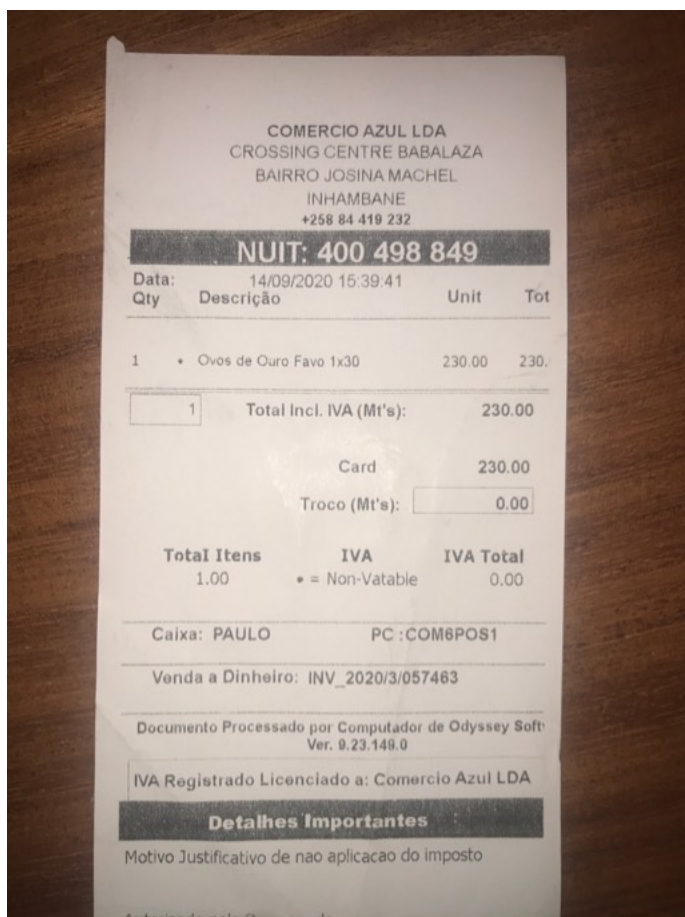 COMERCIO AZUL LDA
CROSSING CENTRE BABALAZA
BAIRRO JOSINA MACHEL
INHAMBANE
+258 84 419 232
NUIT: 400 498 849
Data: 14/09/2020 15:39:41
Qty Descrição Unit Tot
1 • Ovos de Ouro Favo 1x30 230.00 230.
1 Total Incl. IVA (Mt's): 230.00
Card 230.00
Troco (Mt's): 0.00
Total Itens IVA IVA Total
1.00 • = Non-Vatable 0.00
Caixa: PAULO PC :COM6POS1
Venda a Dinheiro: INV_2020/3/057463
Documento Processado por Computador de Odyssey Soft
Ver. 9.23.149.0
IVA Registrado Licenciado a: Comercio Azul LDA
Detalhes Importantes
Motivo Justificativo de nao aplicacao do imposto